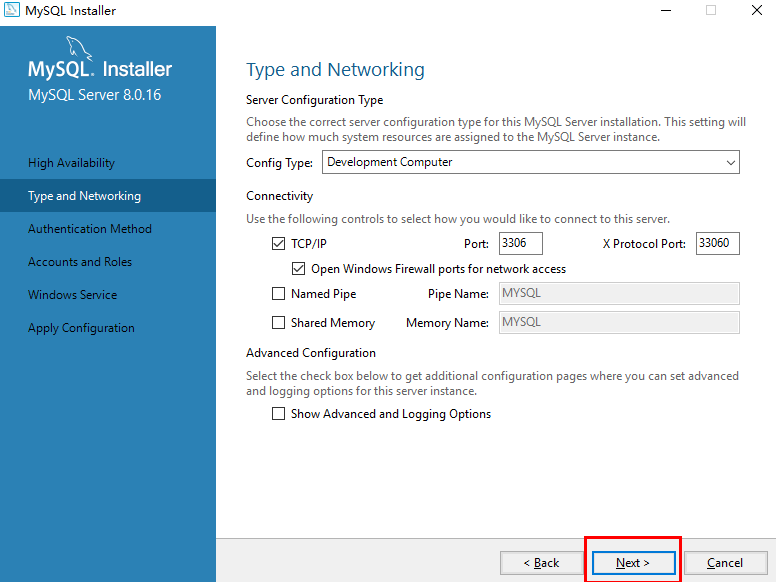 MySQL Installer
MySQL. Installer
MySQL Server 8.0.16
High Availability
Type and Networking
Authentication Method
Accounts and Roles
Windows Service
Apply Configuration
Type and Networking
Server Configuration Type
Choose the correct server configuration type for this MySQL Server installation. This setting will
define how much system resources are assigned to the MySQL Server instance.
Config Type: Development Computer
Connectivity
Use the following controls to select how you would like to connect to this server.
TCP/IP Port: 3306 X Protocol Port: 33060
Open Windows Firewall ports for network access
Named Pipe Pipe Name: MYSQL
Shared Memory Memory Name: MYSQL
Advanced Configuration
Select the check box below to get additional configuration pages where you can set advanced
and logging options for this server instance.
Show Advanced and Logging Options
< Back Next > Cancel